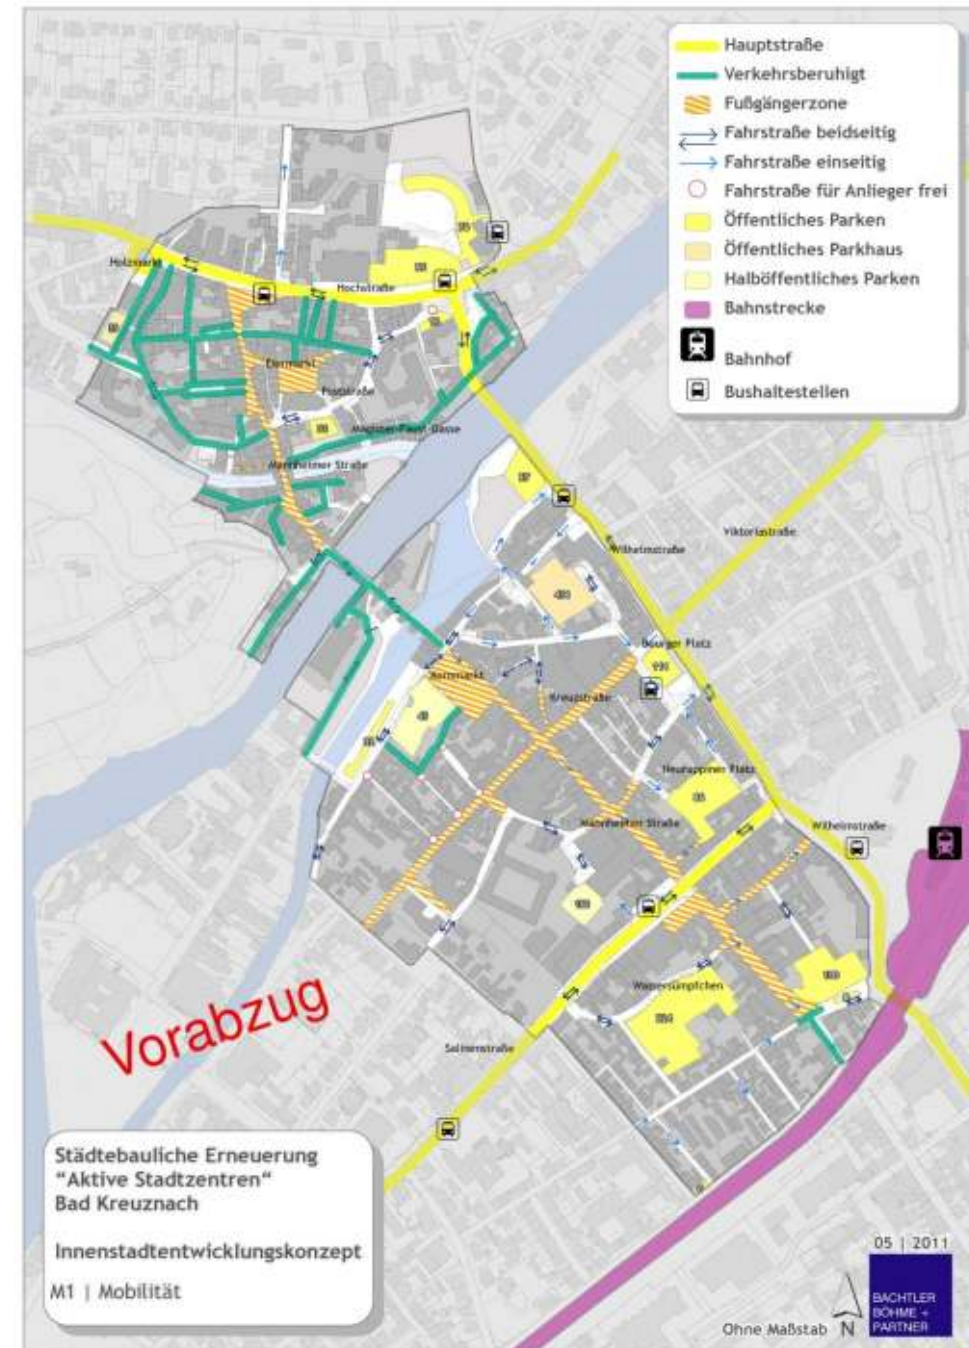 Hauptstraße
Verkehrsberuhigt
Fußgängerzone
Fahrstraße beidseitig
Fahrstraße einseitig
Fahrstraße für Anlieger frei
Öffentliches Parken
Öffentliches Parkhaus
Halböffentliches Parken
Bahnstrecke
Bahnhof
Bushaltestellen
Holzmarkt
Hochstraße
Eiermarkt
Poststraße
Magister-Faust-Gasse
Mannheimer Straße
Viktoriastraße
Wilhelmstraße
Bourger Platz
Kornmarkt
Kreuzstraße
Neuruppiner Platz
Mannheimer Straße
Wilhelmstraße
Wassersümpfchen
Salinenstraße
Vorabzug
Städtebauliche Erneuerung
"Aktive Stadtzentren"
Bad Kreuznach
Innenstadtentwicklungskonzept
M1 | Mobilität
05 | 2011
BACHTLER
BÖHME +
PARTNER
Ohne Maßstab N